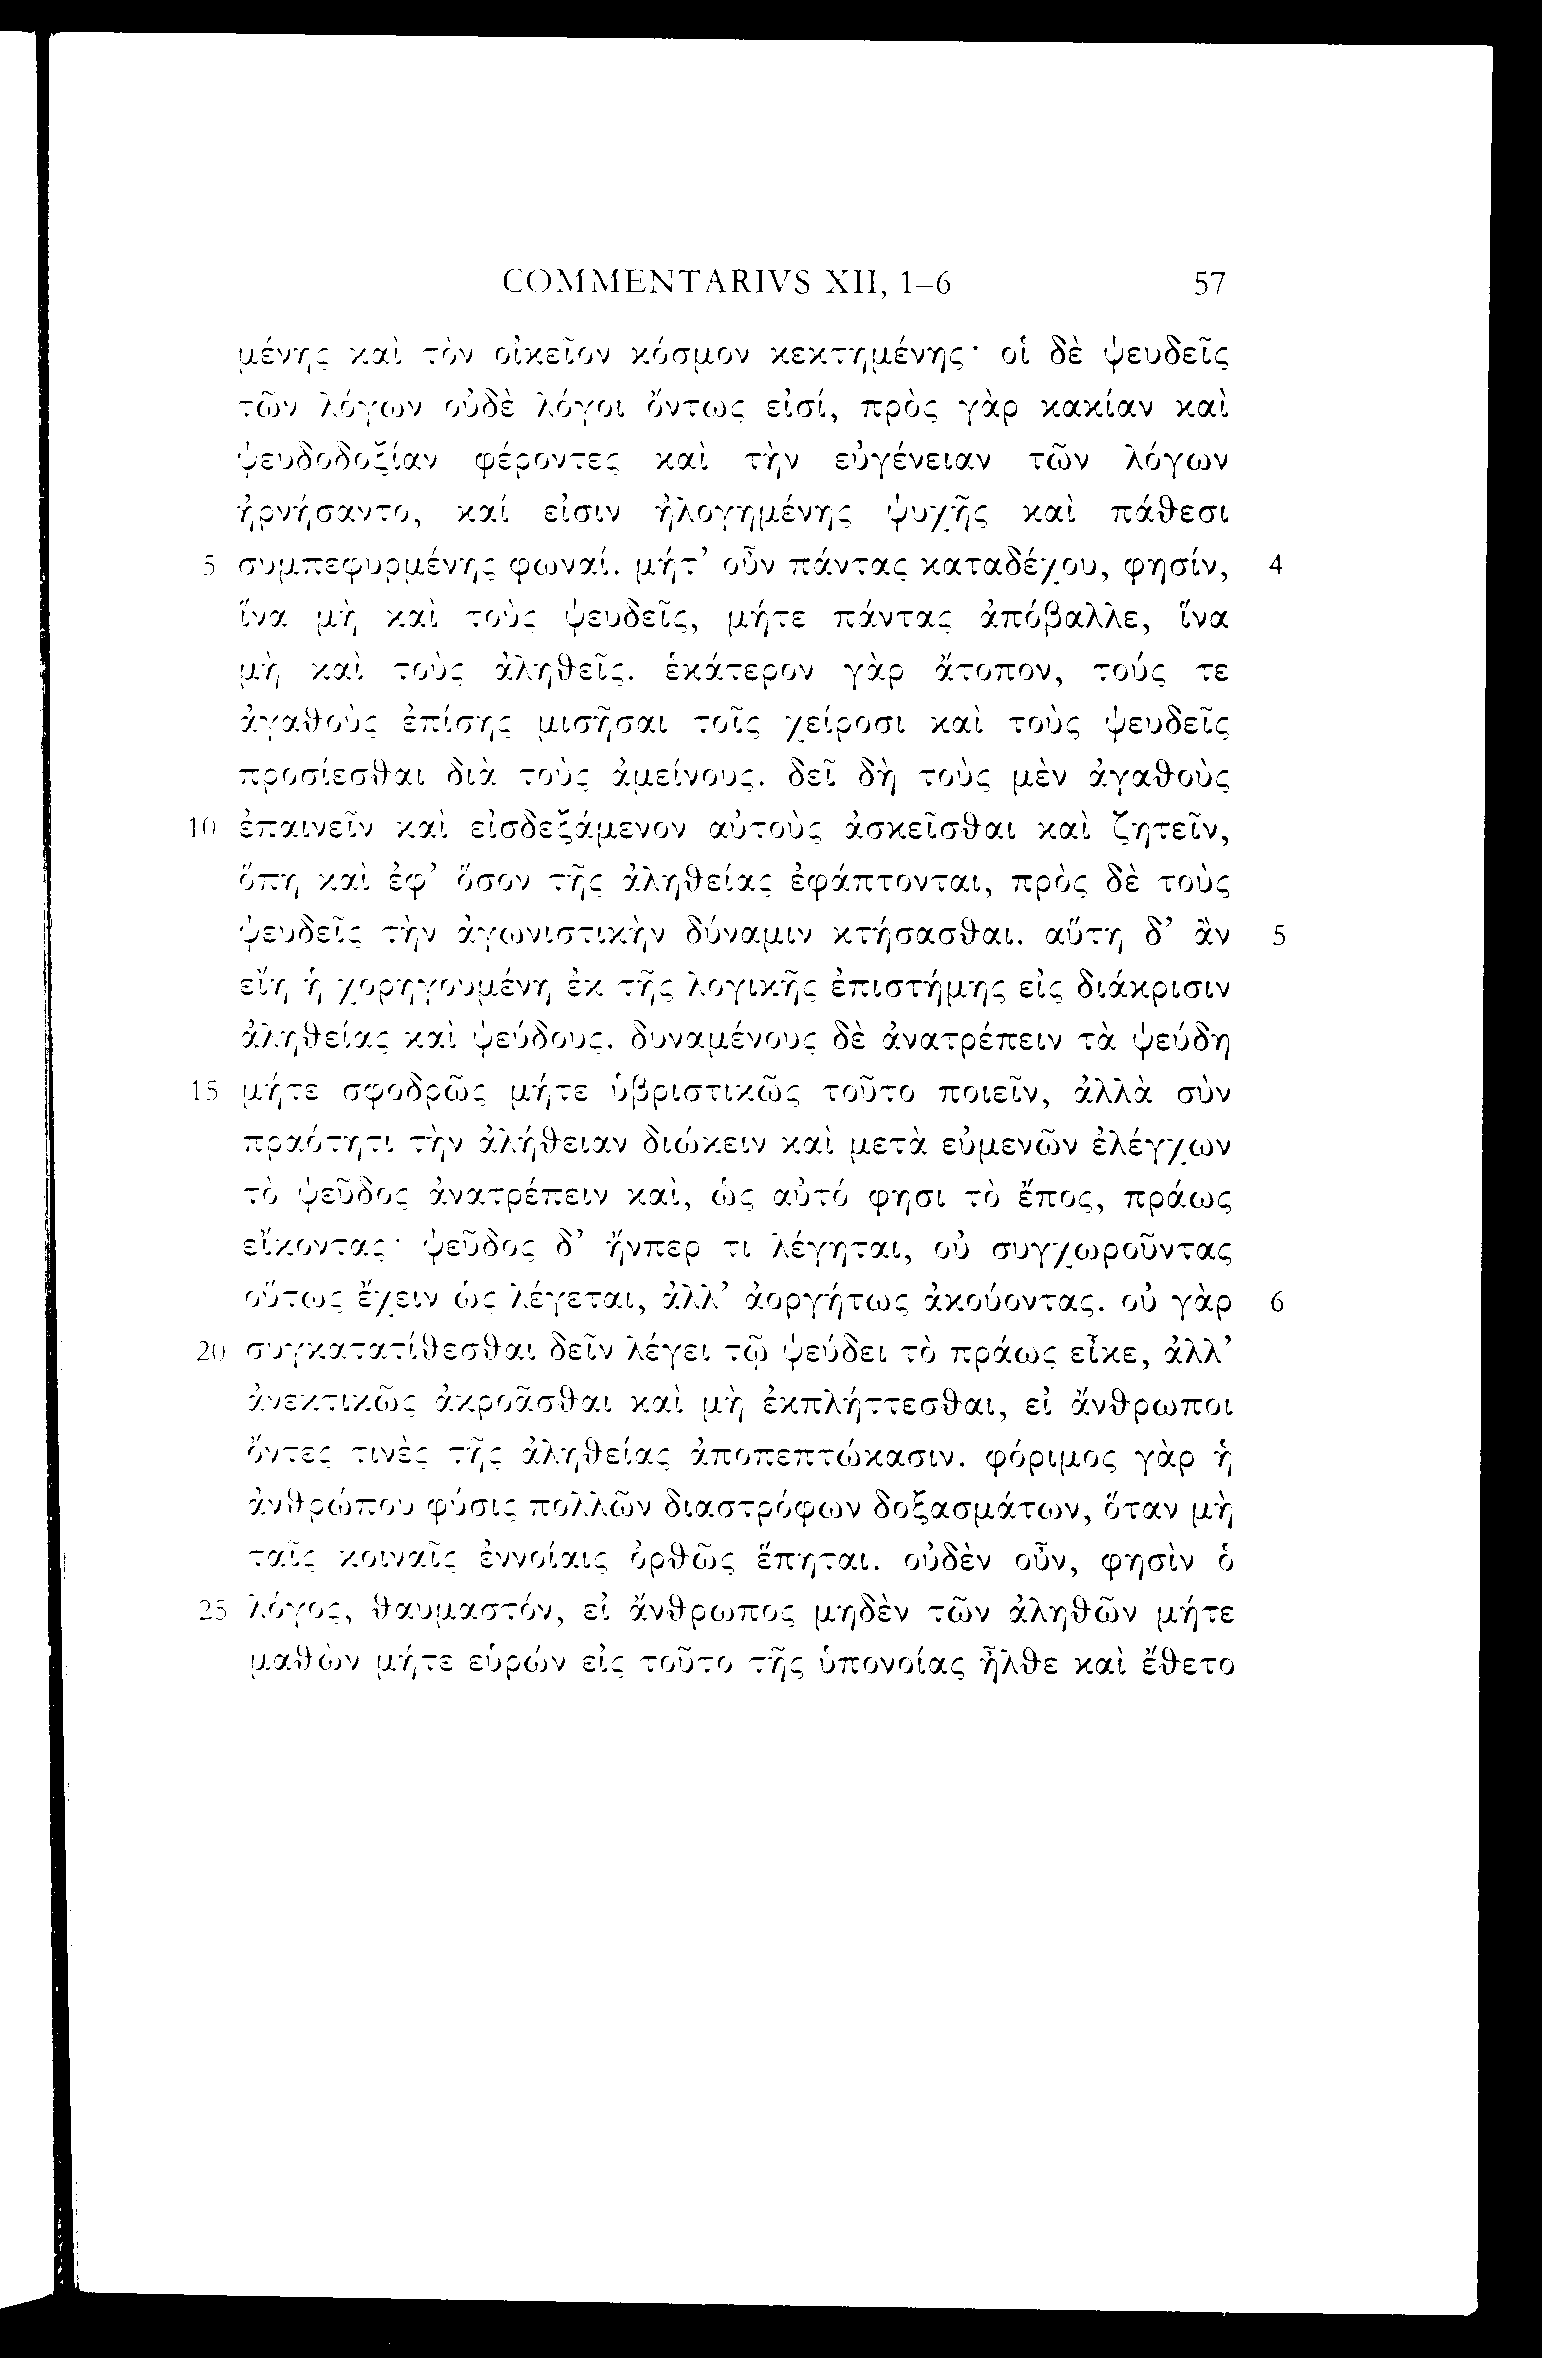 COMMENTARIVS XII, 1–6 57
μένης καὶ τὸν οἰκεῖον κόσμον κεκτημένης· οἱ δὲ ψευδεῖς
τῶν λόγων οὐδὲ λόγοι ὄντως εἰσί, πρὸς γὰρ κακίαν καὶ
ψευδοδοξίαν φέροντες καὶ τὴν εὐγένειαν τῶν λόγων
ἠρνήσαντο, καί εἰσιν ἠλογημένης ψυχῆς καὶ πάθεσι
5 συμπεφυρμένης φωναί. μήτ’ οὖν πάντας καταδέχου, φησίν, 4
ἵνα μὴ καὶ τοὺς ψευδεῖς, μήτε πάντας ἀπόβαλλε, ἵνα
μὴ καὶ τοὺς ἀληθεῖς. ἑκάτερον γὰρ ἄτοπον, τούς τε
ἀγαθοὺς ἐπίσης μισῆσαι τοῖς χείροσι καὶ τοὺς ψευδεῖς
προσίεσθαι διὰ τοὺς ἀμείνους. δεῖ δὴ τοὺς μὲν ἀγαθοὺς
10 ἐπαινεῖν καὶ εἰσδεξάμενον αὐτοὺς ἀσκεῖσθαι καὶ ζητεῖν,
ὅπη καὶ ἐφ’ ὅσον τῆς ἀληθείας ἐφάπτονται, πρὸς δὲ τοὺς
ψευδεῖς τὴν ἀγωνιστικὴν δύναμιν κτήσασθαι. αὕτη δ’ ἂν 5
εἴη ἡ χορηγουμένη ἐκ τῆς λογικῆς ἐπιστήμης εἰς διάκρισιν
ἀληθείας καὶ ψεύδους. δυναμένους δὲ ἀνατρέπειν τὰ ψεύδη
15 μήτε σφοδρῶς μήτε ὑβριστικῶς τοῦτο ποιεῖν, ἀλλὰ σὺν
πραότητι τὴν ἀλήθειαν διώκειν καὶ μετὰ εὐμενῶν ἐλέγχων
τὸ ψεῦδος ἀνατρέπειν καὶ, ὡς αὐτό φησι τὸ ἔπος, πράως
εἴκοντας· ψεῦδος δ’ ἤνπερ τι λέγηται, οὐ συγχωροῦντας
οὕτως ἔχειν ὡς λέγεται, ἀλλ’ ἀοργήτως ἀκούοντας. οὐ γὰρ 6
20 συγκατατίθεσθαι δεῖν λέγει τῷ ψεύδει τὸ πράως εἶκε, ἀλλ’
ἀνεκτικῶς ἀκροᾶσθαι καὶ μὴ ἐκπλήττεσθαι, εἰ ἄνθρωποι
ὄντες τινὲς τῆς ἀληθείας ἀποπεπτώκασιν. φόριμος γὰρ ἡ
ἀνθρώπου φύσις πολλῶν διαστρόφων δοξασμάτων, ὅταν μὴ
ταῖς κοιναῖς ἐννοίαις ὀρθῶς ἕπηται. οὐδὲν οὖν, φησὶν ὁ
25 λόγος, θαυμαστόν, εἰ ἄνθρωπος μηδὲν τῶν ἀληθῶν μήτε
μαθὼν μήτε εὑρών εἰς τοῦτο τῆς ὑπονοίας ἦλθε καὶ ἔθετο